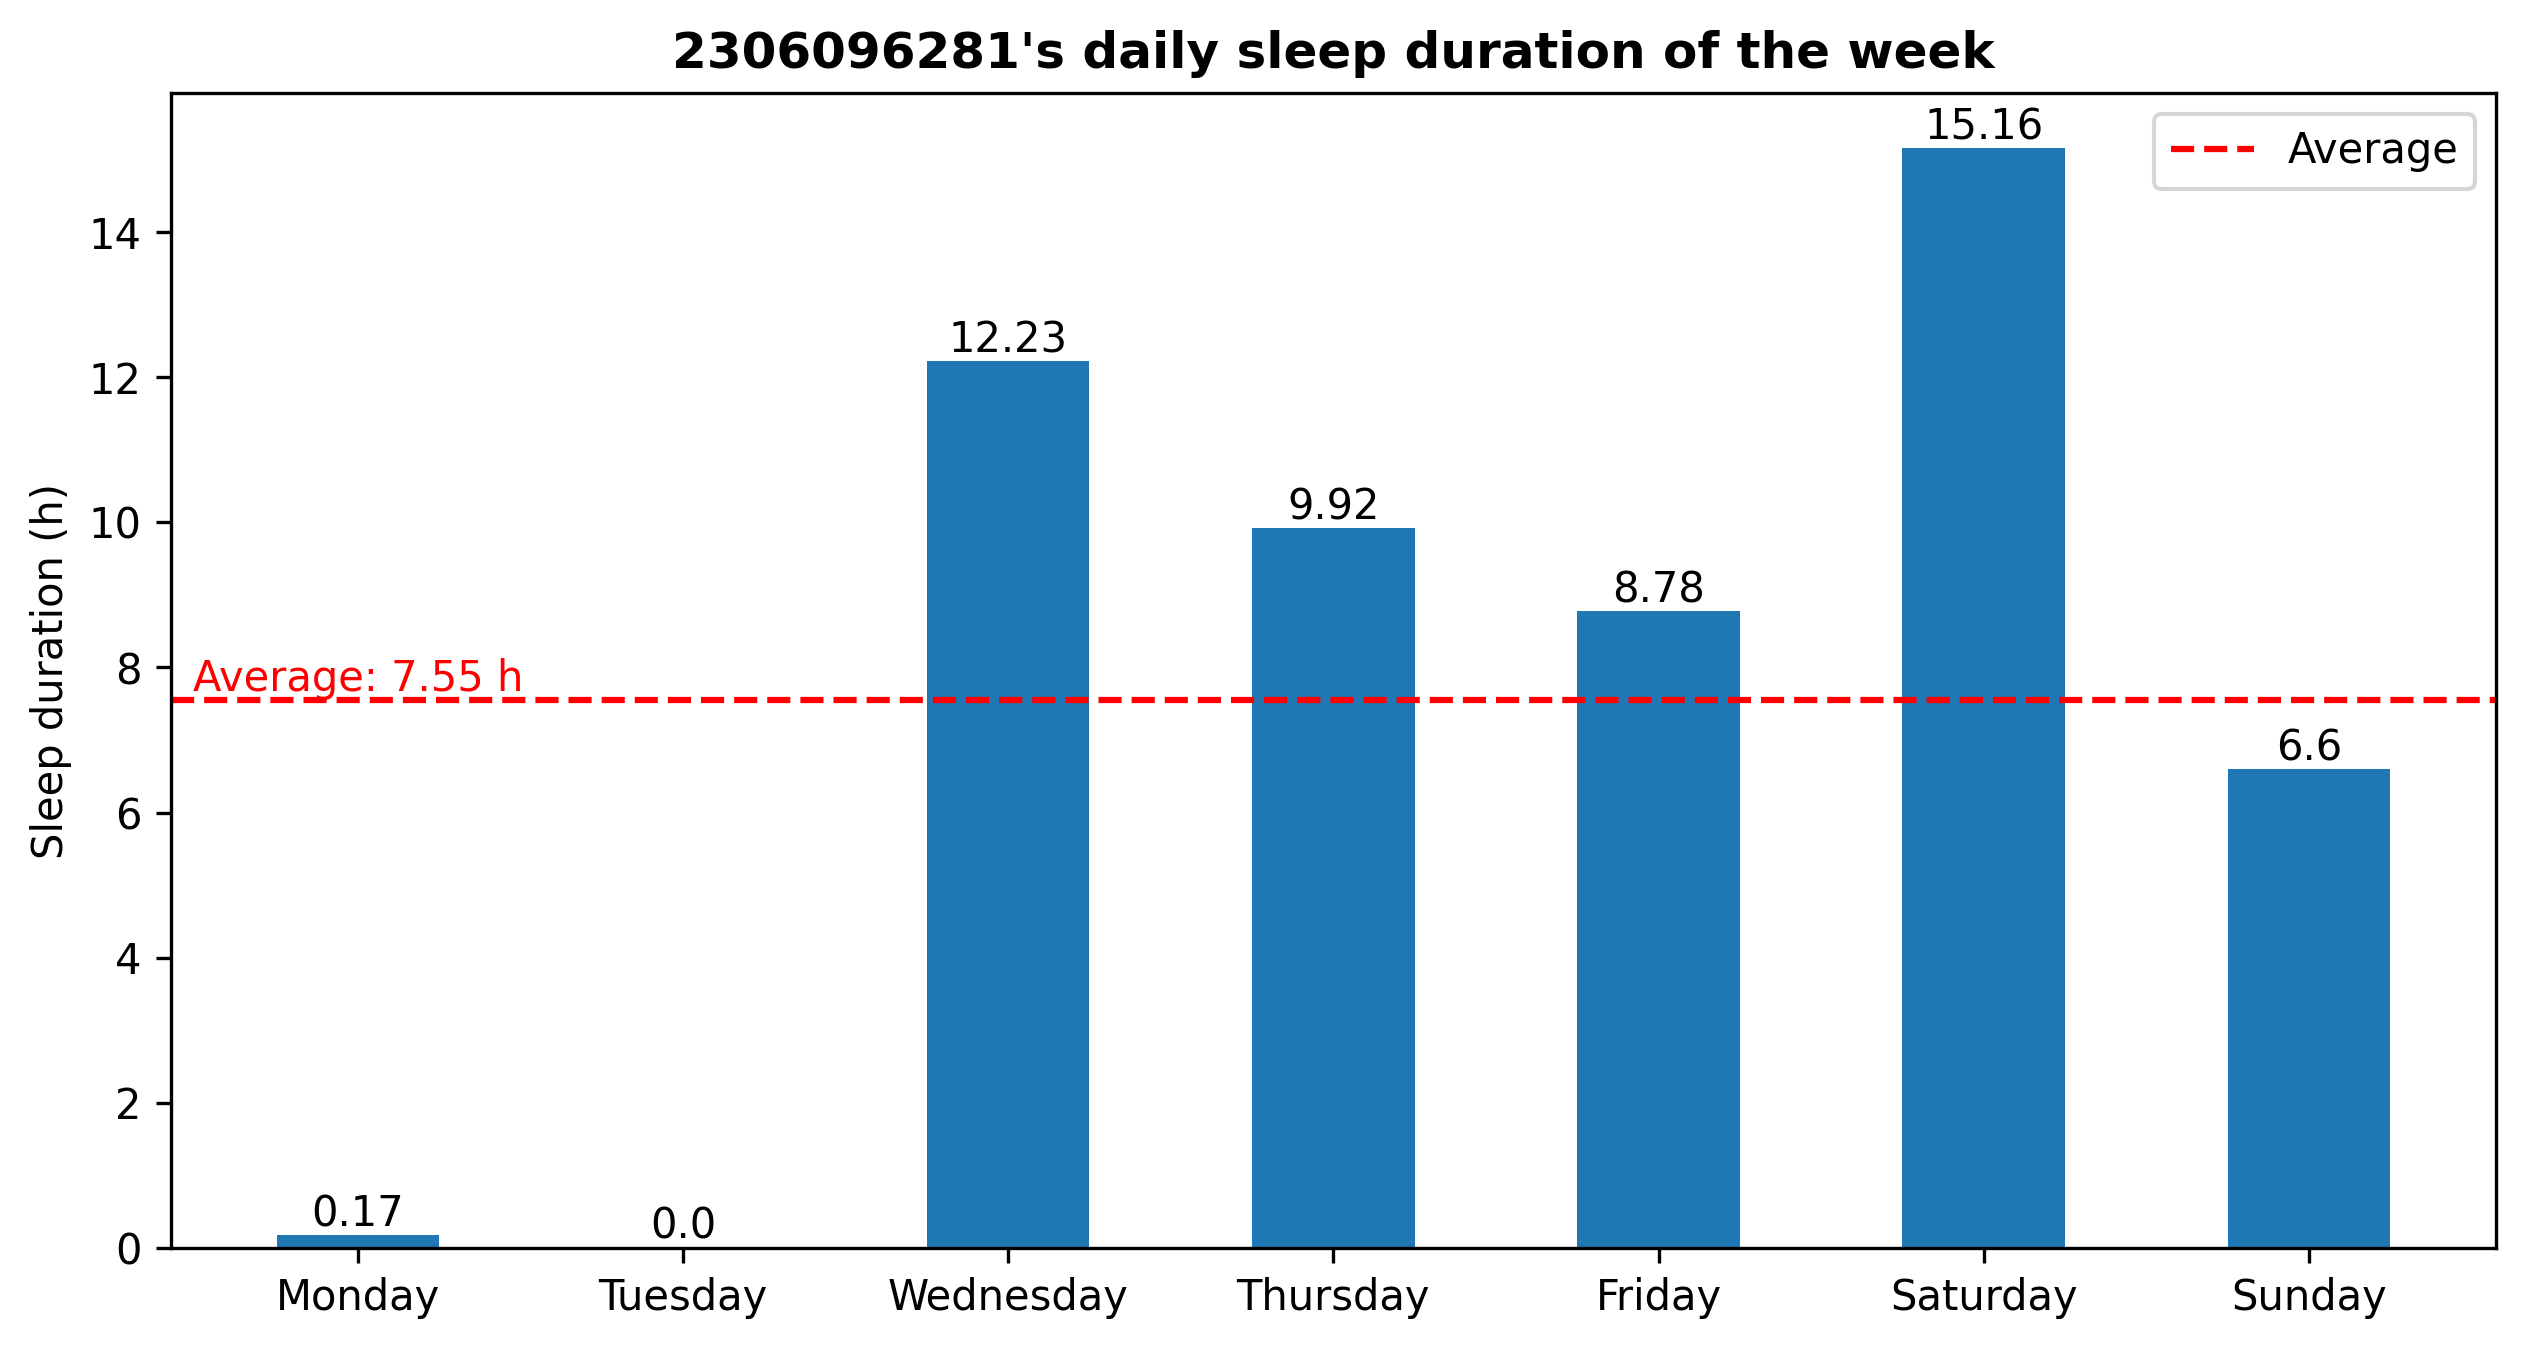 2306096281's daily sleep duration of the week
Average
Sleep duration (h)
14
12
10
8
6
4
2
0
Average: 7.55 h
0.17
0.0
12.23
9.92
8.78
15.16
6.6
Monday
Tuesday
Wednesday
Thursday
Friday
Saturday
Sunday